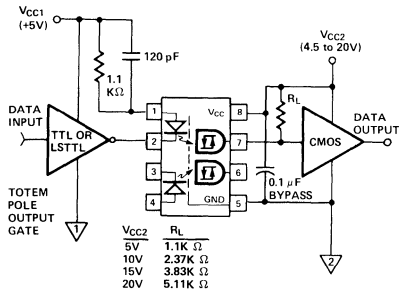 VCC1
(+5V)
120 pF
1.1
KΩ
VCC2
(4.5 to 20V)
DATA
INPUT
TTL OR
LSTTL
1
2
3
4
VCC
GND
8
7
6
5
RL
CMOS
DATA
OUTPUT
0.1 µF
BYPASS
TOTEM
POLE
OUTPUT
GATE
1
2
VCC2 RL
5V 1.1K Ω
10V 2.37K Ω
15V 3.83K Ω
20V 5.11K Ω